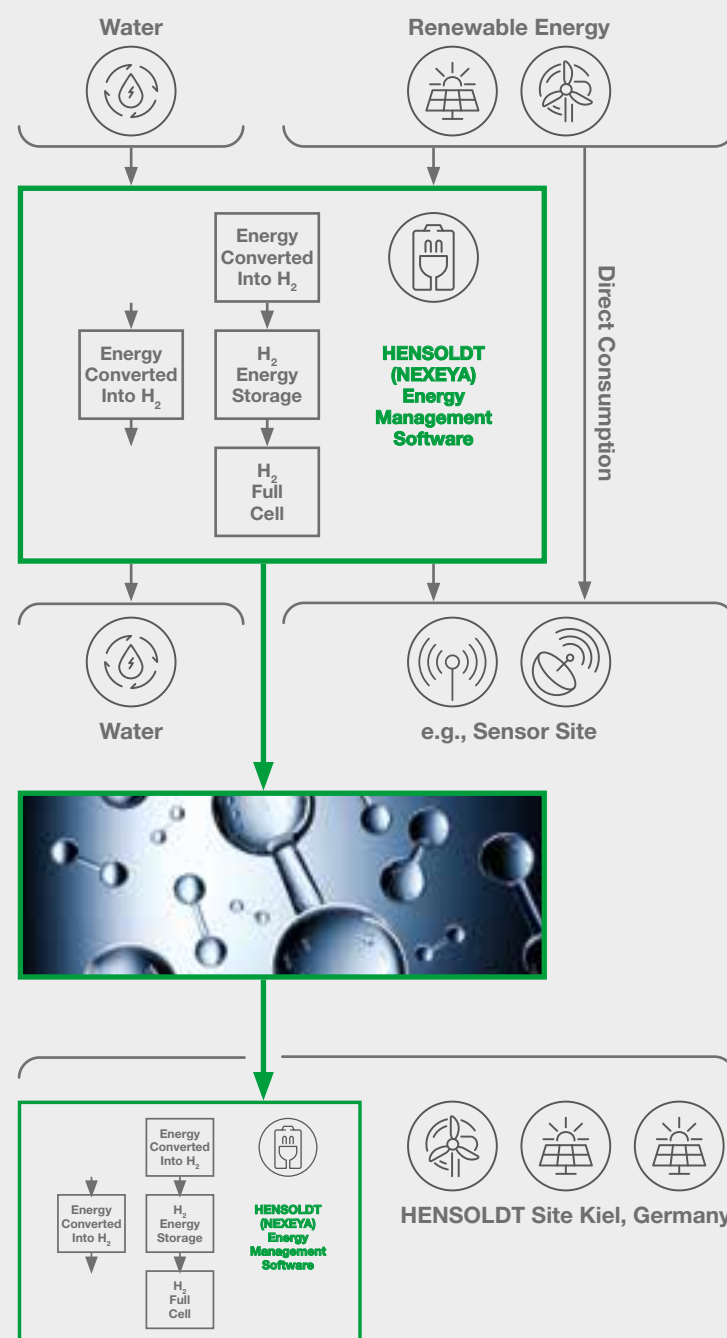 Water
Renewable Energy
Energy
Converted
Into H₂
Energy
Converted
Into H₂
H₂
Energy
Storage
H₂
Full
Cell
HENSOLDT
(NEXEYA)
Energy
Management
Software
Direct Consumption
Water
e.g., Sensor Site
Energy
Converted
Into H₂
Energy
Converted
Into H₂
H₂
Energy
Storage
H₂
Full
Cell
HENSOLDT
(NEXEYA)
Energy
Management
Software
HENSOLDT Site Kiel, Germany